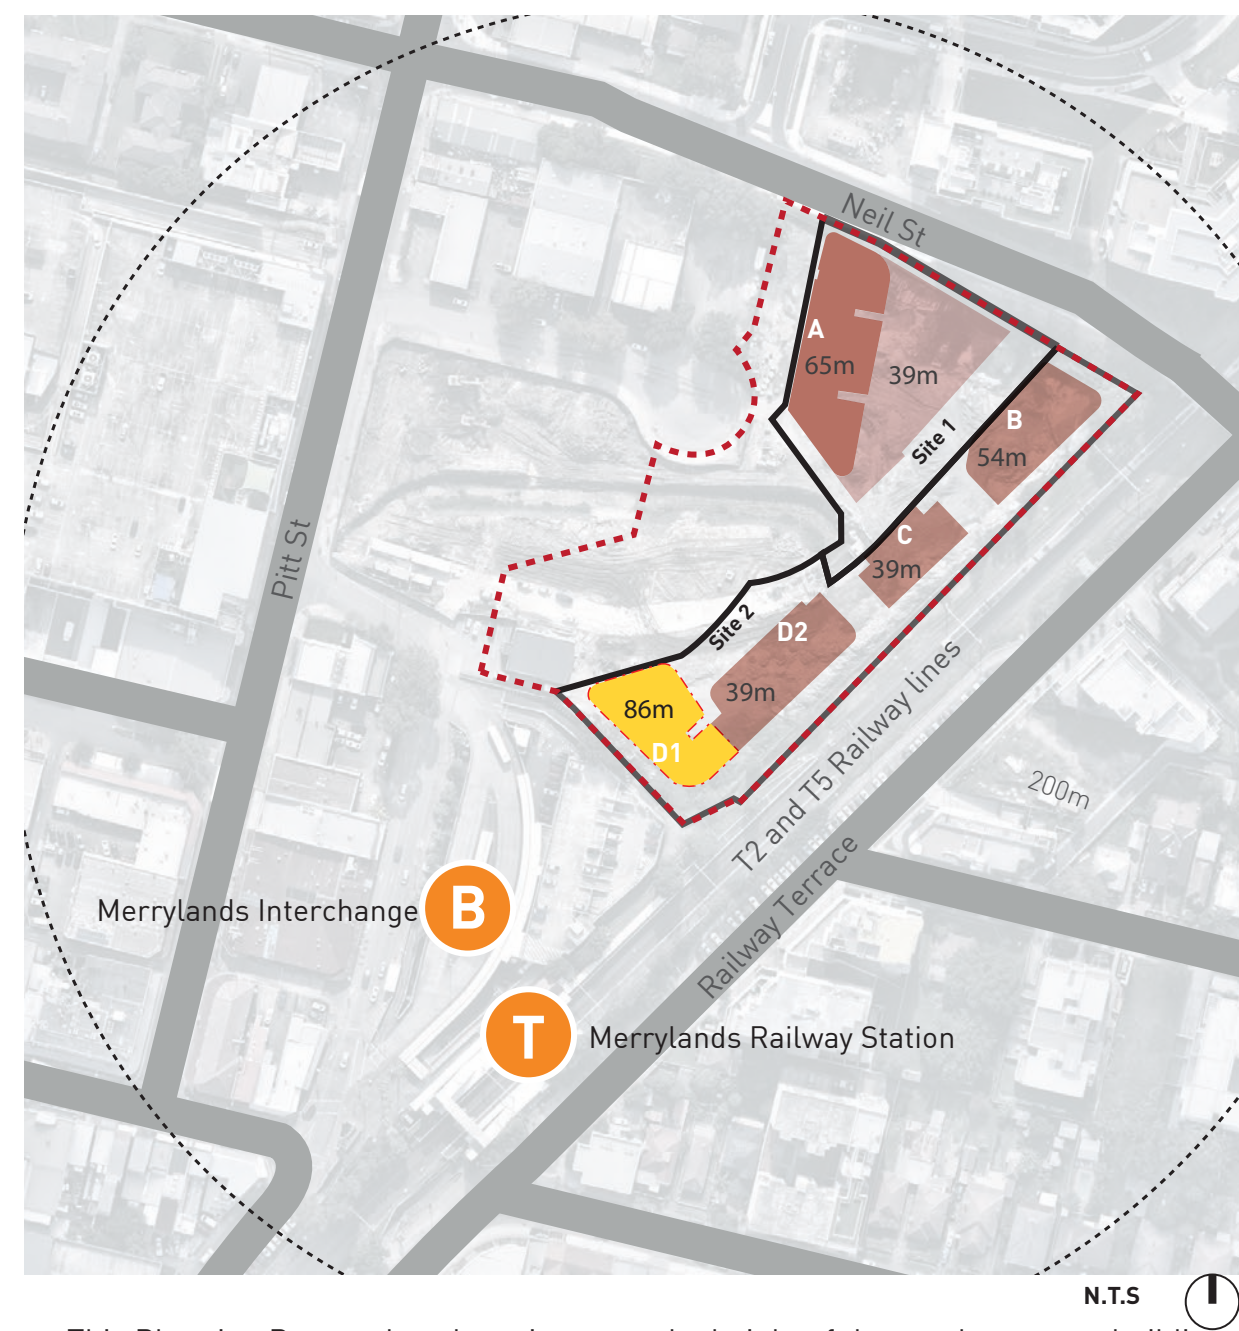 Neil St
A
65m
39m
Site 1
B
54m
C
39m
Pitt St
Site 2
D2
39m
86m
D1
T2 and T5 Railway lines
200m
Railway Terrace
Merrylands Interchange
B
T
Merrylands Railway Station
N.T.S